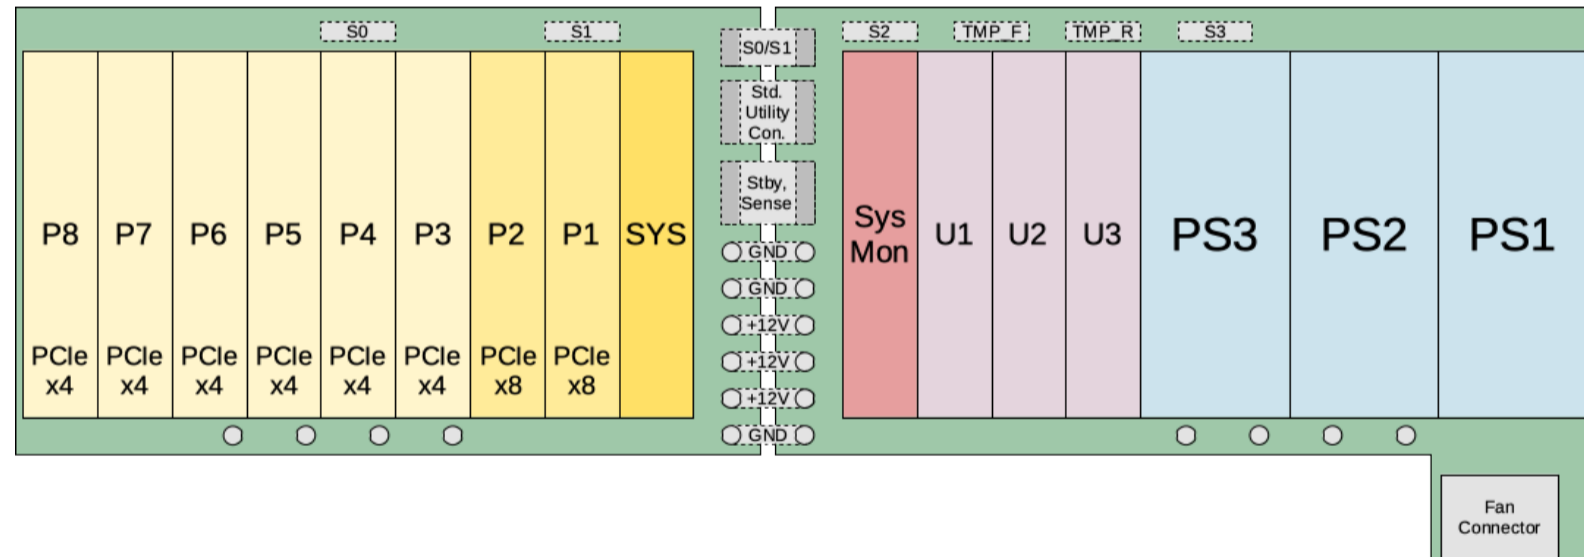 S0
S1
S2
TMP_F
TMP_R
S3
S0/S1
Std.
Utility
Con.
Stby,
Sense
P8
P7
P6
P5
P4
P3
P2
P1
SYS
GND
GND
+12V
+12V
+12V
GND
Sys
Mon
U1
U2
U3
PS3
PS2
PS1
PCIe
x4
PCIe
x4
PCIe
x4
PCIe
x4
PCIe
x4
PCIe
x4
PCIe
x8
PCIe
x8
Fan
Connector